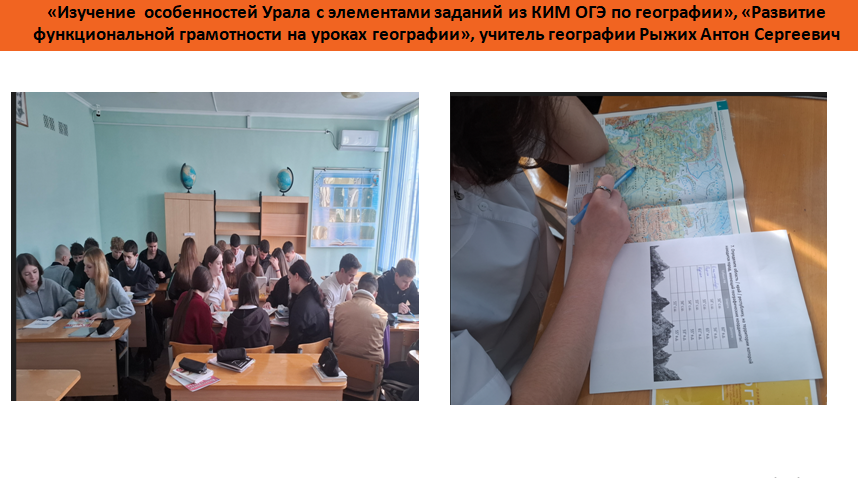 «Изучение особенностей Урала с элементами заданий из КИМ ОГЭ по географии», «Развитие
функциональной грамотности на уроках географии», учитель географии Рыжих Антон Сергеевич